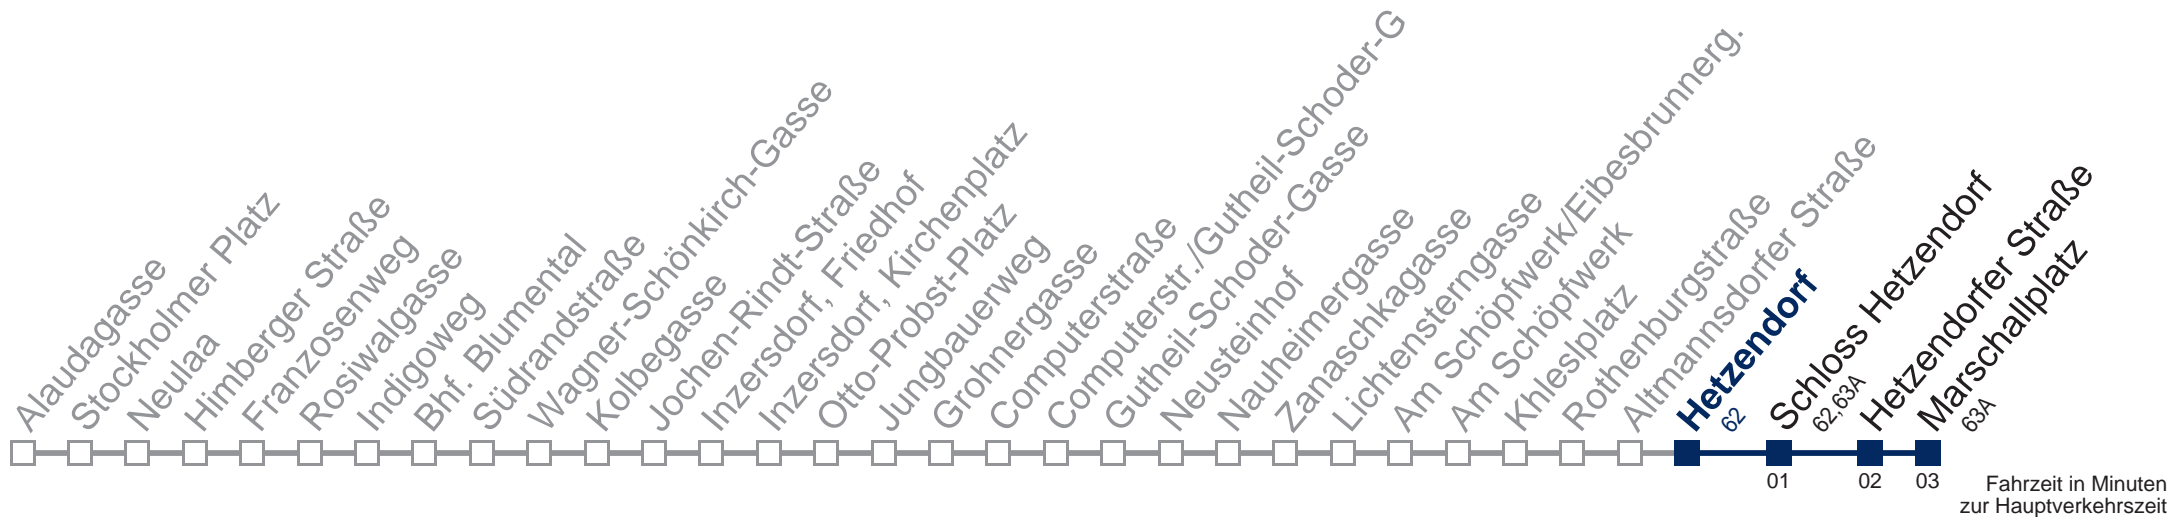 Alaudagasse
Stockholmer Platz
Neulaa
Himberger Straße
Franzosenweg
Rosiwalgasse
Indigoweg
Bhf. Blumental
Südrandstraße
Wagner-Schönkirch-Gasse
Kolbegasse
Jochen-Rindt-Straße
Inzersdorf, Friedhof
Inzersdorf, Kirchenplatz
Otto-Probst-Platz
Jungbauerweg
Grohnergasse
Computerstraße
Computerstr./Gutheil-Schoder-G
Gutheil-Schoder-Gasse
Neusteinhof
Nauheimergasse
Zanaschkagasse
Lichtensterngasse
Am Schöpfwerk/Eibesbrunnerg.
Am Schöpfwerk
Khleslplatz
Rothenburgstraße
Altmannsdorfer Straße
Hetzendorf
62
Schloss Hetzendorf
62,63A
Hetzendorfer Straße
Marschallplatz
63A
01
02
03
Fahrzeit in Minuten
zur Hauptverkehrszeit